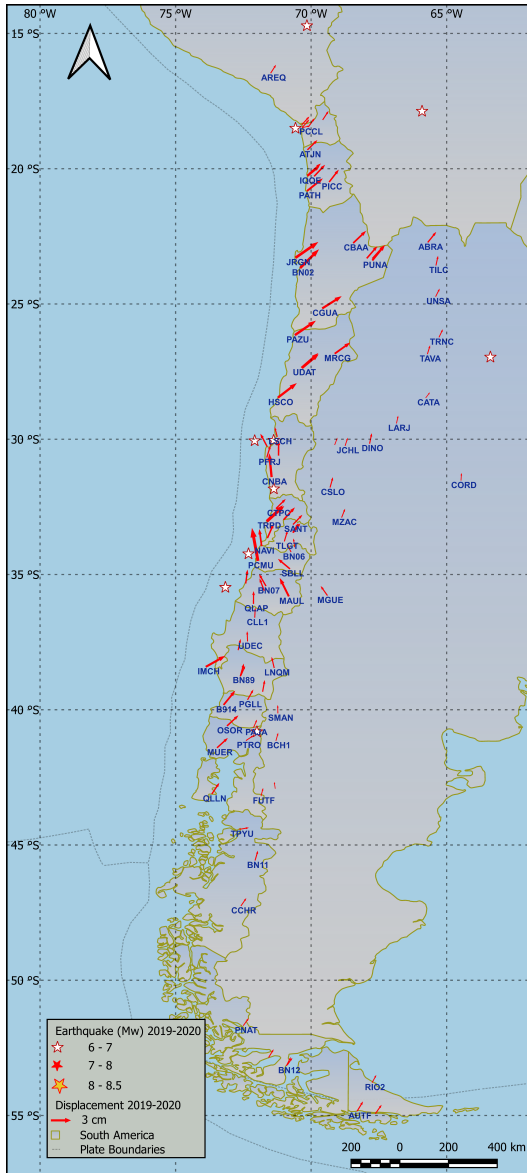 80 °W
75 °W
70 °W
65 °W
15 °S
AREQ
PCCL
ATJN
20 °S
IQQE
PICC
PATH
CBAA
ABRA
JRGN
PUNA
BN02
TILC
25 °S
UNSA
CGUA
PAZU
TRNC
MRCG
TAVA
UDAT
HSCO
CATA
LARJ
30 °S
LSCH
JCHL
DINO
PFRJ
CNBA
CSLO
CORD
CTPC
TRPD
SANT
MZAC
TLGT
NAVI
BN06
PCMU
SBLL
35 °S
BN07
QLAP
MAUL
MGUE
CLL1
UDEC
IMCH
LNQM
BN89
PGLL
40 °S
B914
SMAN
OSOR
PATA
MUER
PTRO
BCH1
QLLN
FUTF
TPYU
45 °S
BN11
CCHR
50 °S
PNAT
BN12
RIO2
AUTF
55 °S
Earthquake (Mw) 2019-2020
6 - 7
7 - 8
8 - 8.5
Displacement 2019-2020
3 cm
South America
Plate Boundaries
200 0 200 400 km